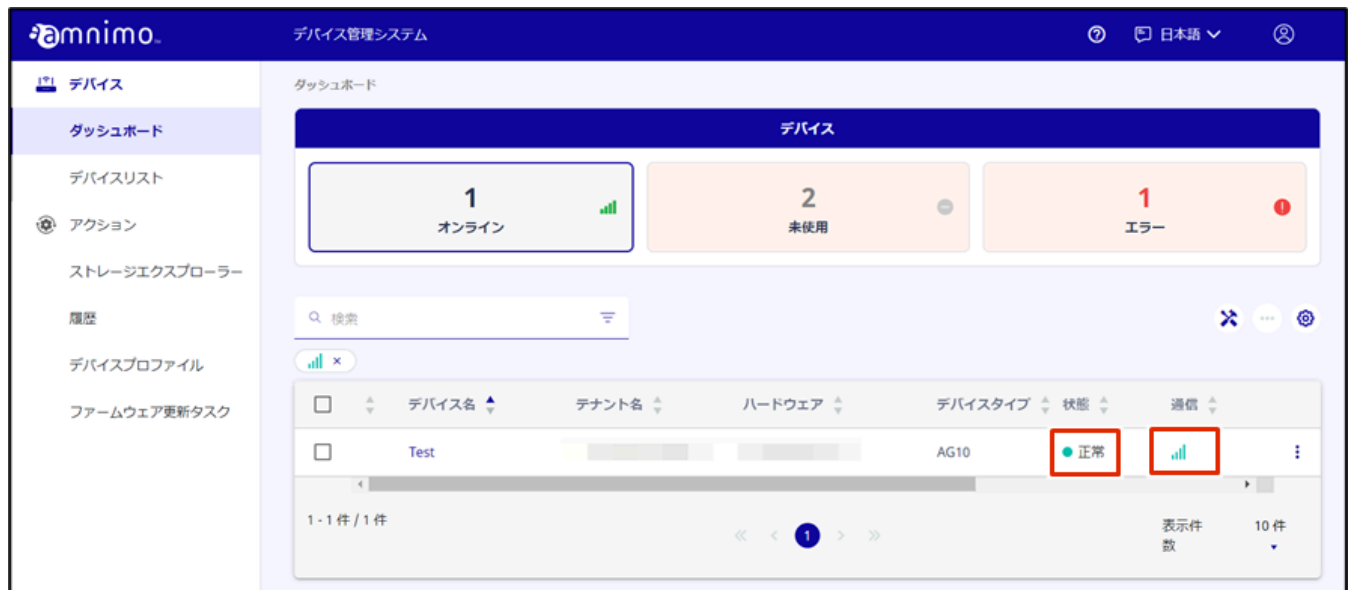 amnimo
デバイス管理システム
日本語
デバイス
ダッシュボード
デバイスリスト
アクション
ストレージエクスプローラー
履歴
デバイスプロファイル
ファームウェア更新タスク
ダッシュボード
デバイス
1
オンライン
2
未使用
1
エラー
検索
デバイス名 テナント名 ハードウェア デバイスタイプ 状態 通信
Test AG10 正常
1 - 1 件 / 1 件
« < 1 > »
表示件
数
10 件